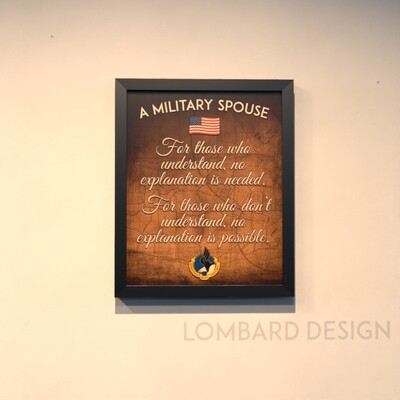 A MILITARY SPOUSE
For those who
understand, no
explanation is needed.
For those who don't
understand, no
explanation is possible.
LOMBARD DESIGN